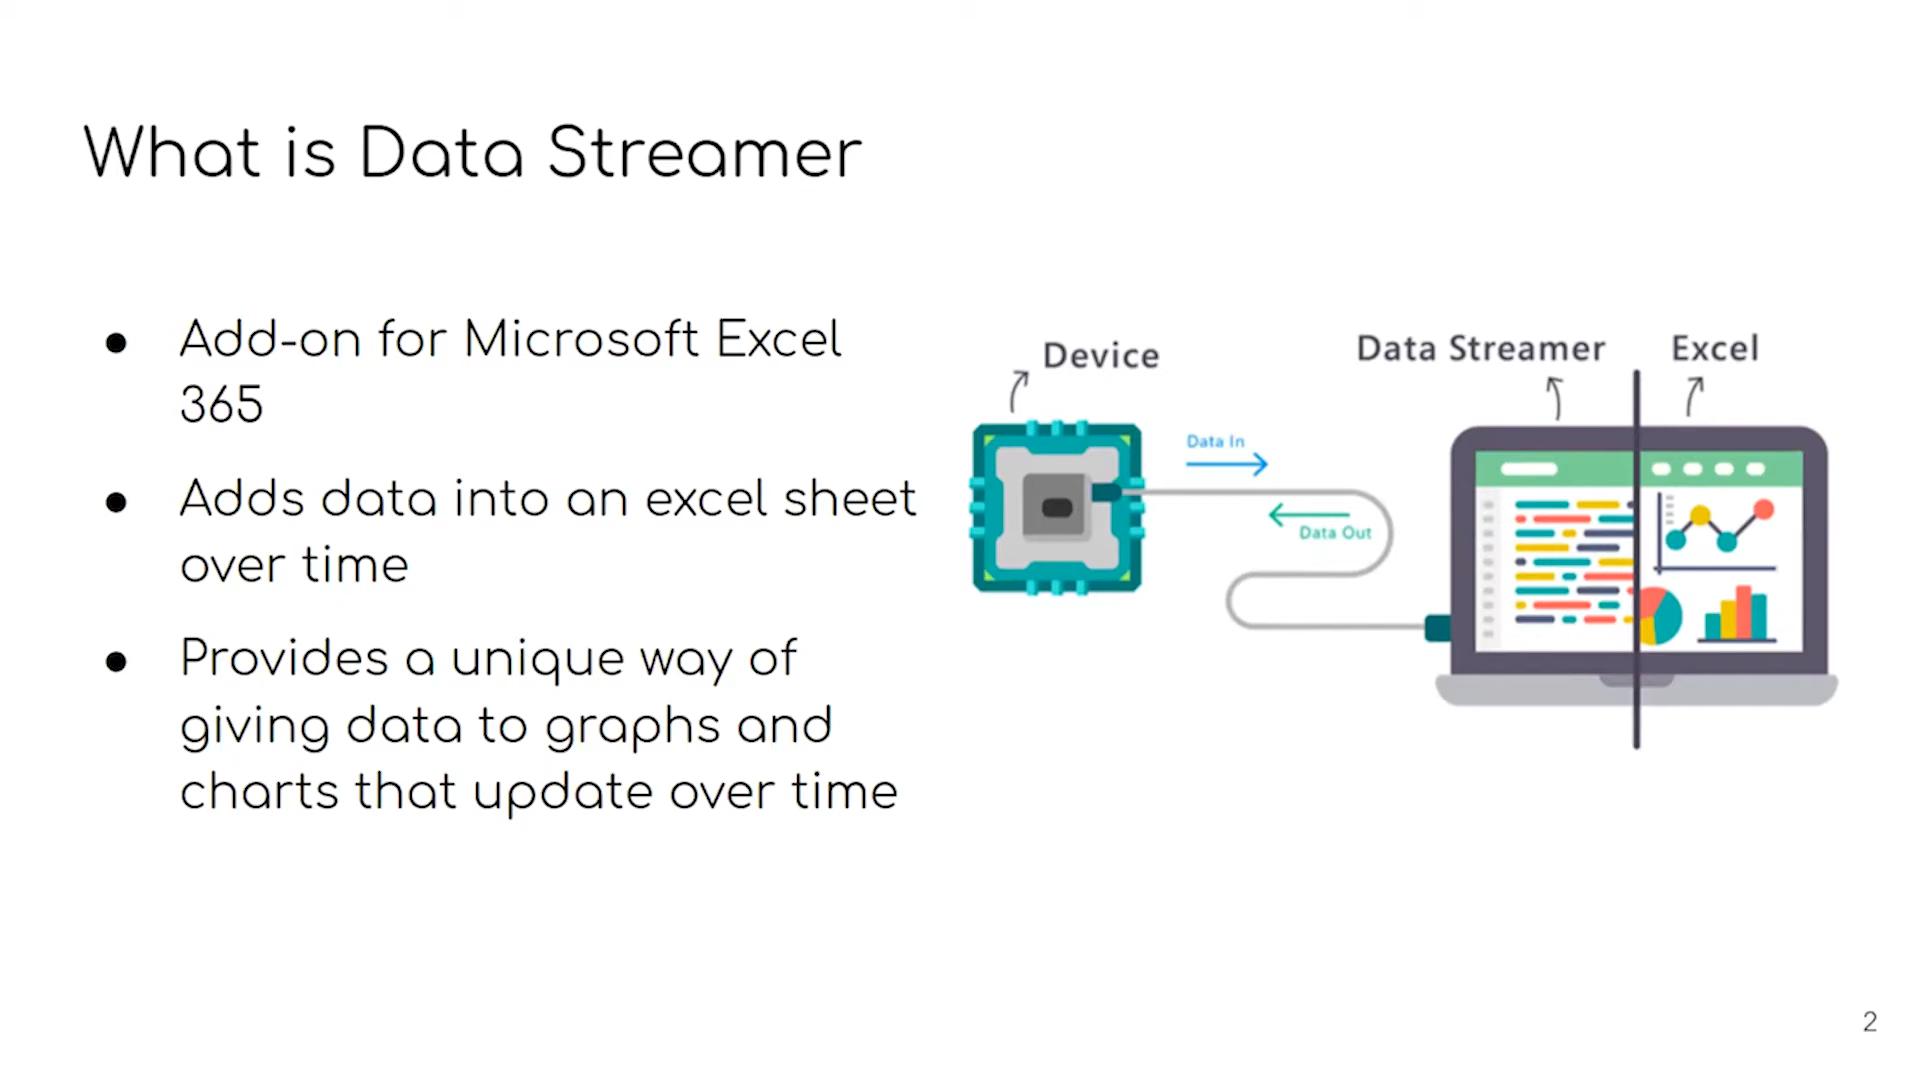 What is Data Streamer
● Add-on for Microsoft Excel
365
● Adds data into an excel sheet
over time
● Provides a unique way of
giving data to graphs and
charts that update over time
Device
Data Streamer
Excel
Data In
Data Out
2